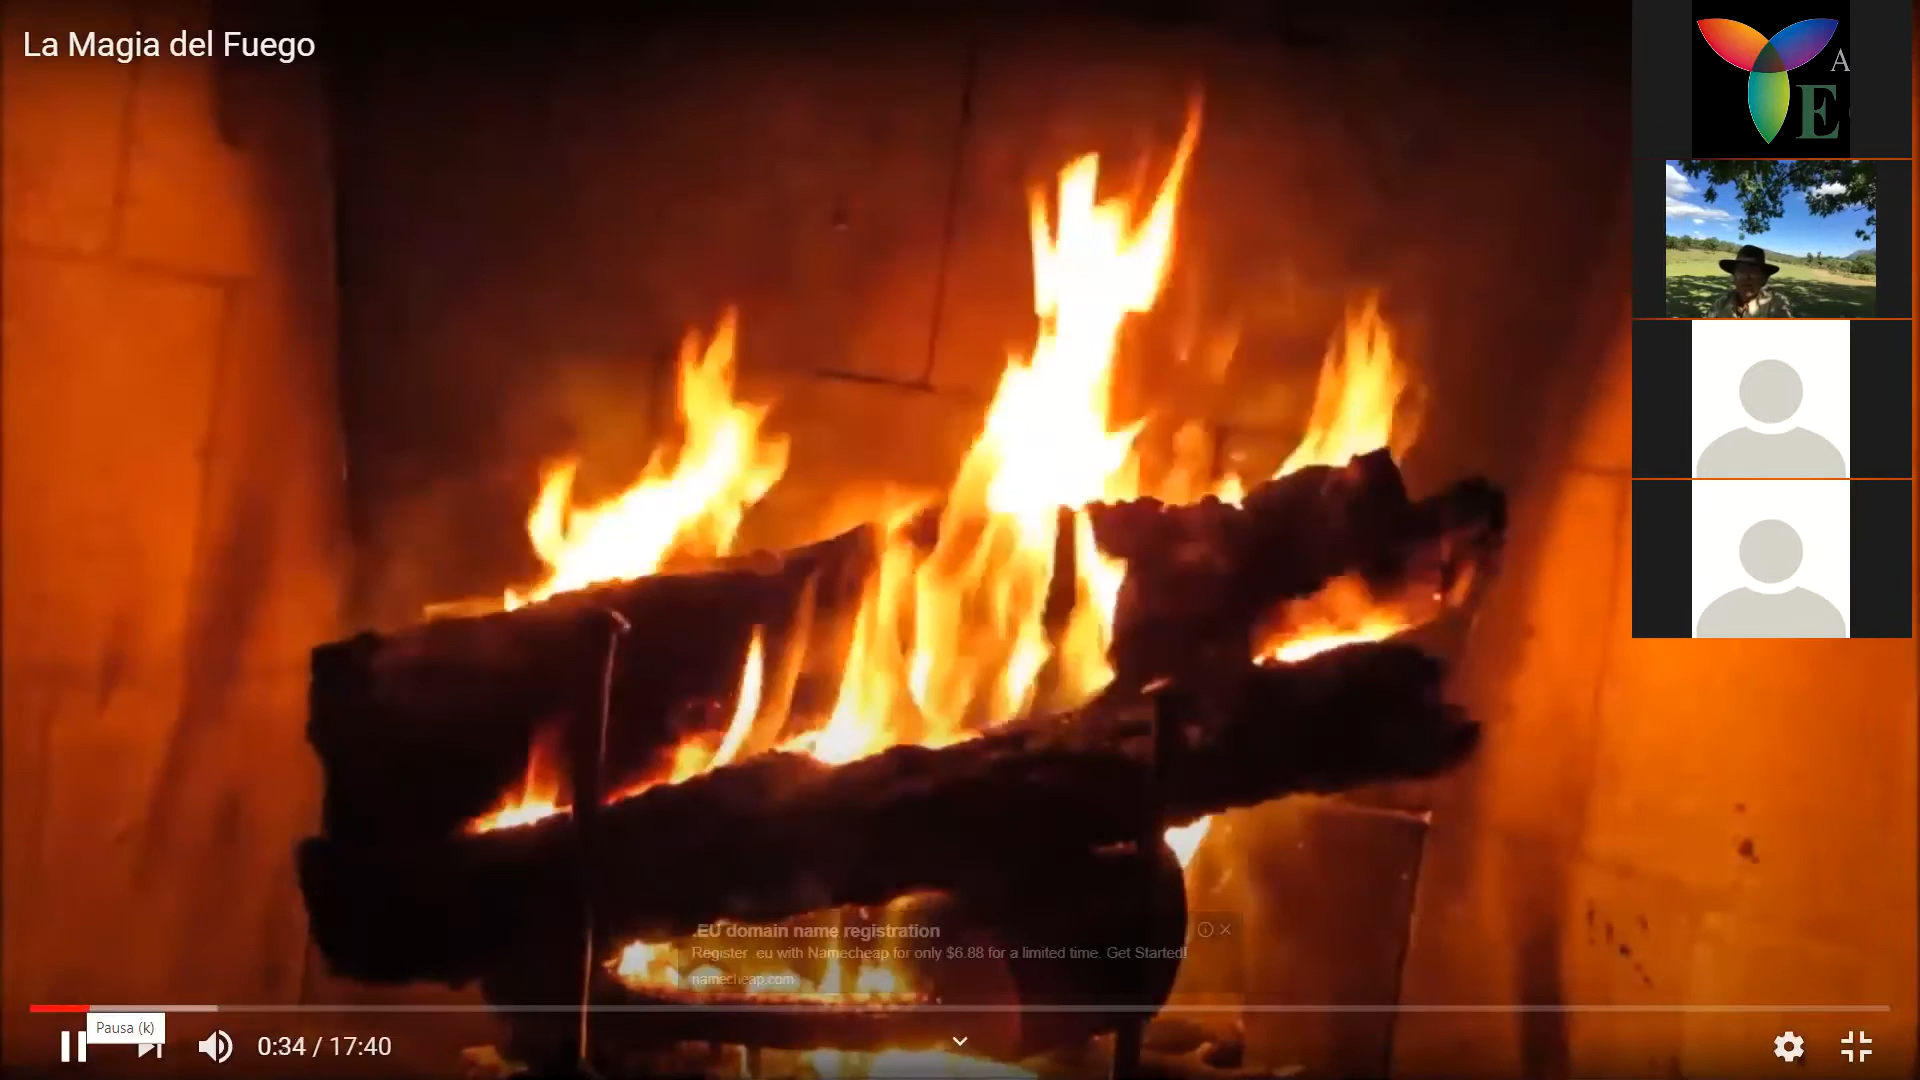 La Magia del Fuego
A
E
.EU domain name registration
Register .eu with Namecheap for only $6.88 for a limited time. Get Started!
namecheap.com
Pausa (k)
0:34 / 17:40